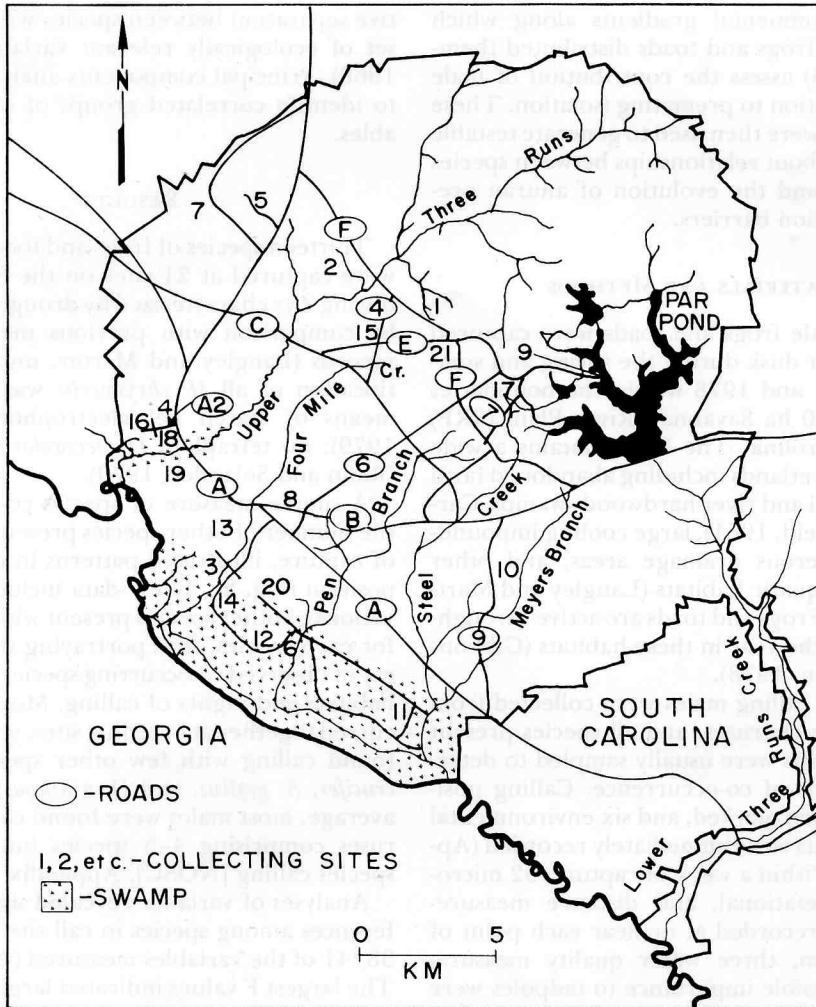 N
Three Runs
7
5
F
2
4
1
PAR
POND
C
15
E
21
9
Cr.
F
17
A2
Upper
Four Mile
16
18
19
A
8
6
B
Branch
Creek
13
3
14
20
12
6
Pen
A
Steel
10
Meyers Branch
9
11
GEORGIA
SOUTH
CAROLINA
Lower Three Runs Creek
-ROADS
1, 2, etc.-COLLECTING SITES
-SWAMP
0 5
KM